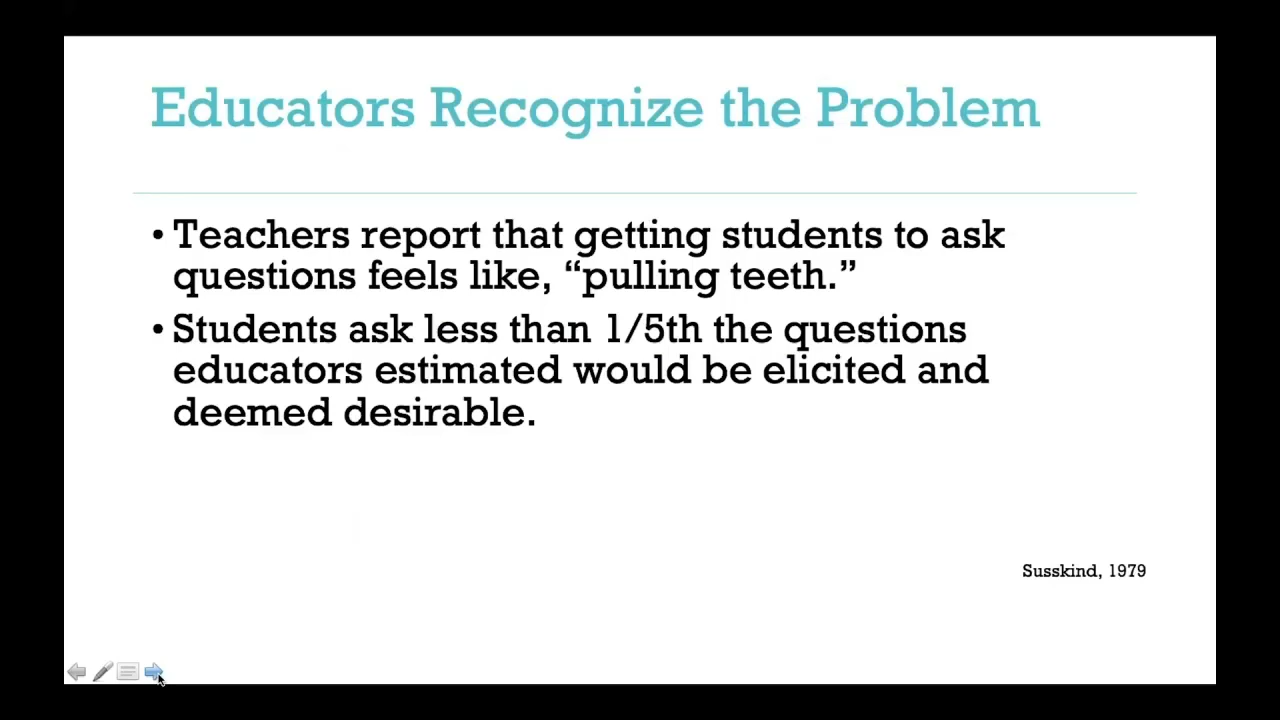 Educators Recognize the Problem
• Teachers report that getting students to ask
questions feels like, “pulling teeth.”
• Students ask less than 1/5th the questions
educators estimated would be elicited and
deemed desirable.
Susskind, 1979